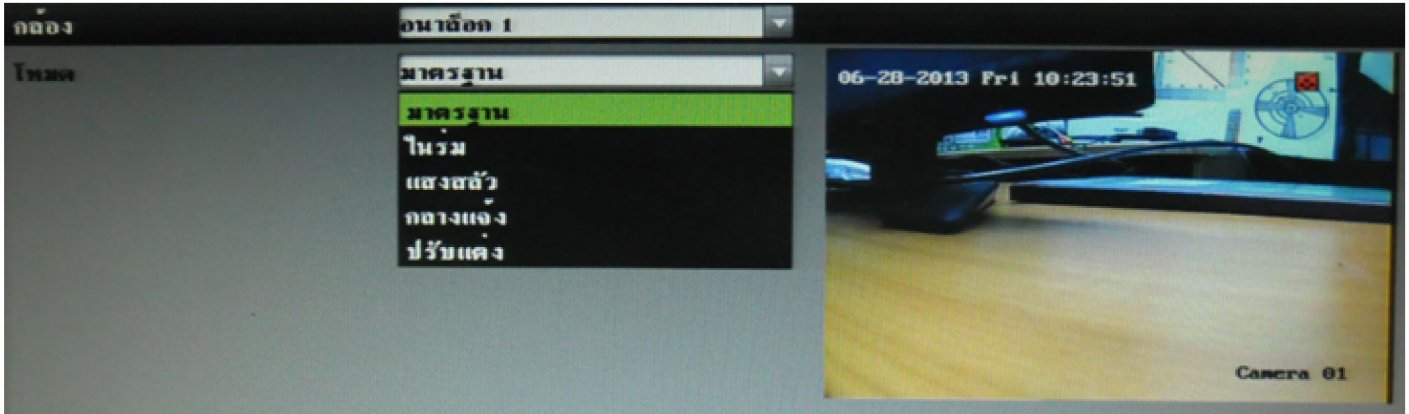 กล้อง อนาล็อก 1
โหมด มาตรฐาน
มาตรฐาน
ในร่ม
แสงสลัว
กลางแจ้ง
ปรับแต่ง
06-28-2013 Fri 10:23:51
Camera 01